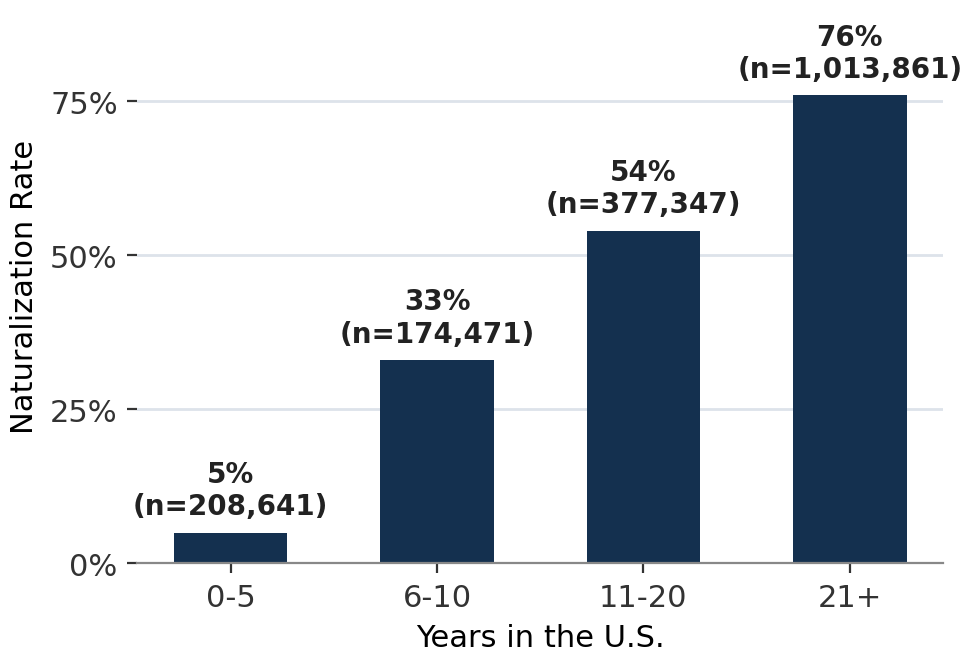 76%
(n=1,013,861)
75%
54%
(n=377,347)
50%
33%
(n=174,471)
25%
5%
(n=208,641)
0%
0-5
6-10
11-20
21+
Years in the U.S.
Naturalization Rate